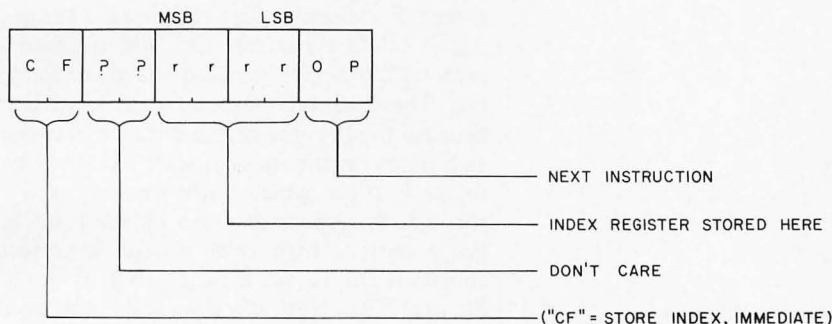 MSB LSB
C F ? ? r r r r O P
NEXT INSTRUCTION
INDEX REGISTER STORED HERE
DON'T CARE
("CF" = STORE INDEX, IMMEDIATE)